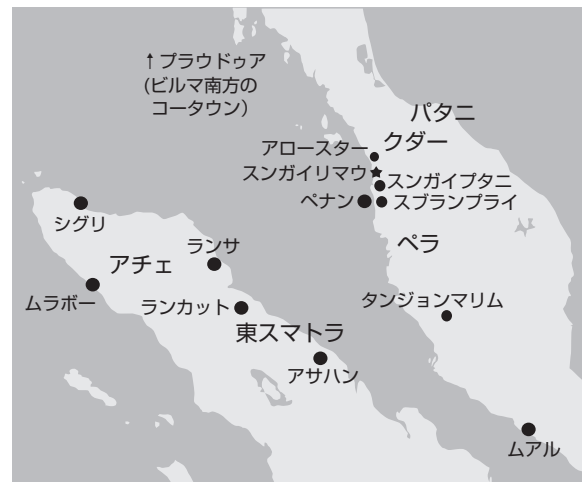 ↑プラウドゥア
(ビルマ南方の
コータウン）
パタニ
クダー
アロースター
スンガイリマウ
スンガイプタニ
ペナン
スブランプライ
シグリ
ランサ
ペラ
アチェ
ムラボー
ランカット
タンジョンマリム
東スマトラ
アサハン
ムアル